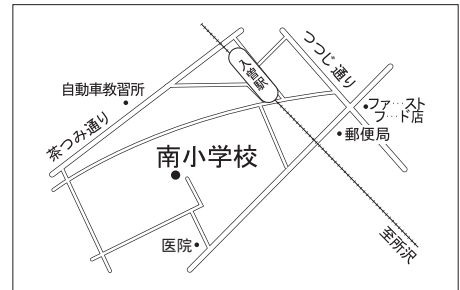 つつじ通り
入曽駅
自動車教習所
ファ…スト
フ…ド店
郵便局
茶つみ通り
南小学校
医院
至所沢